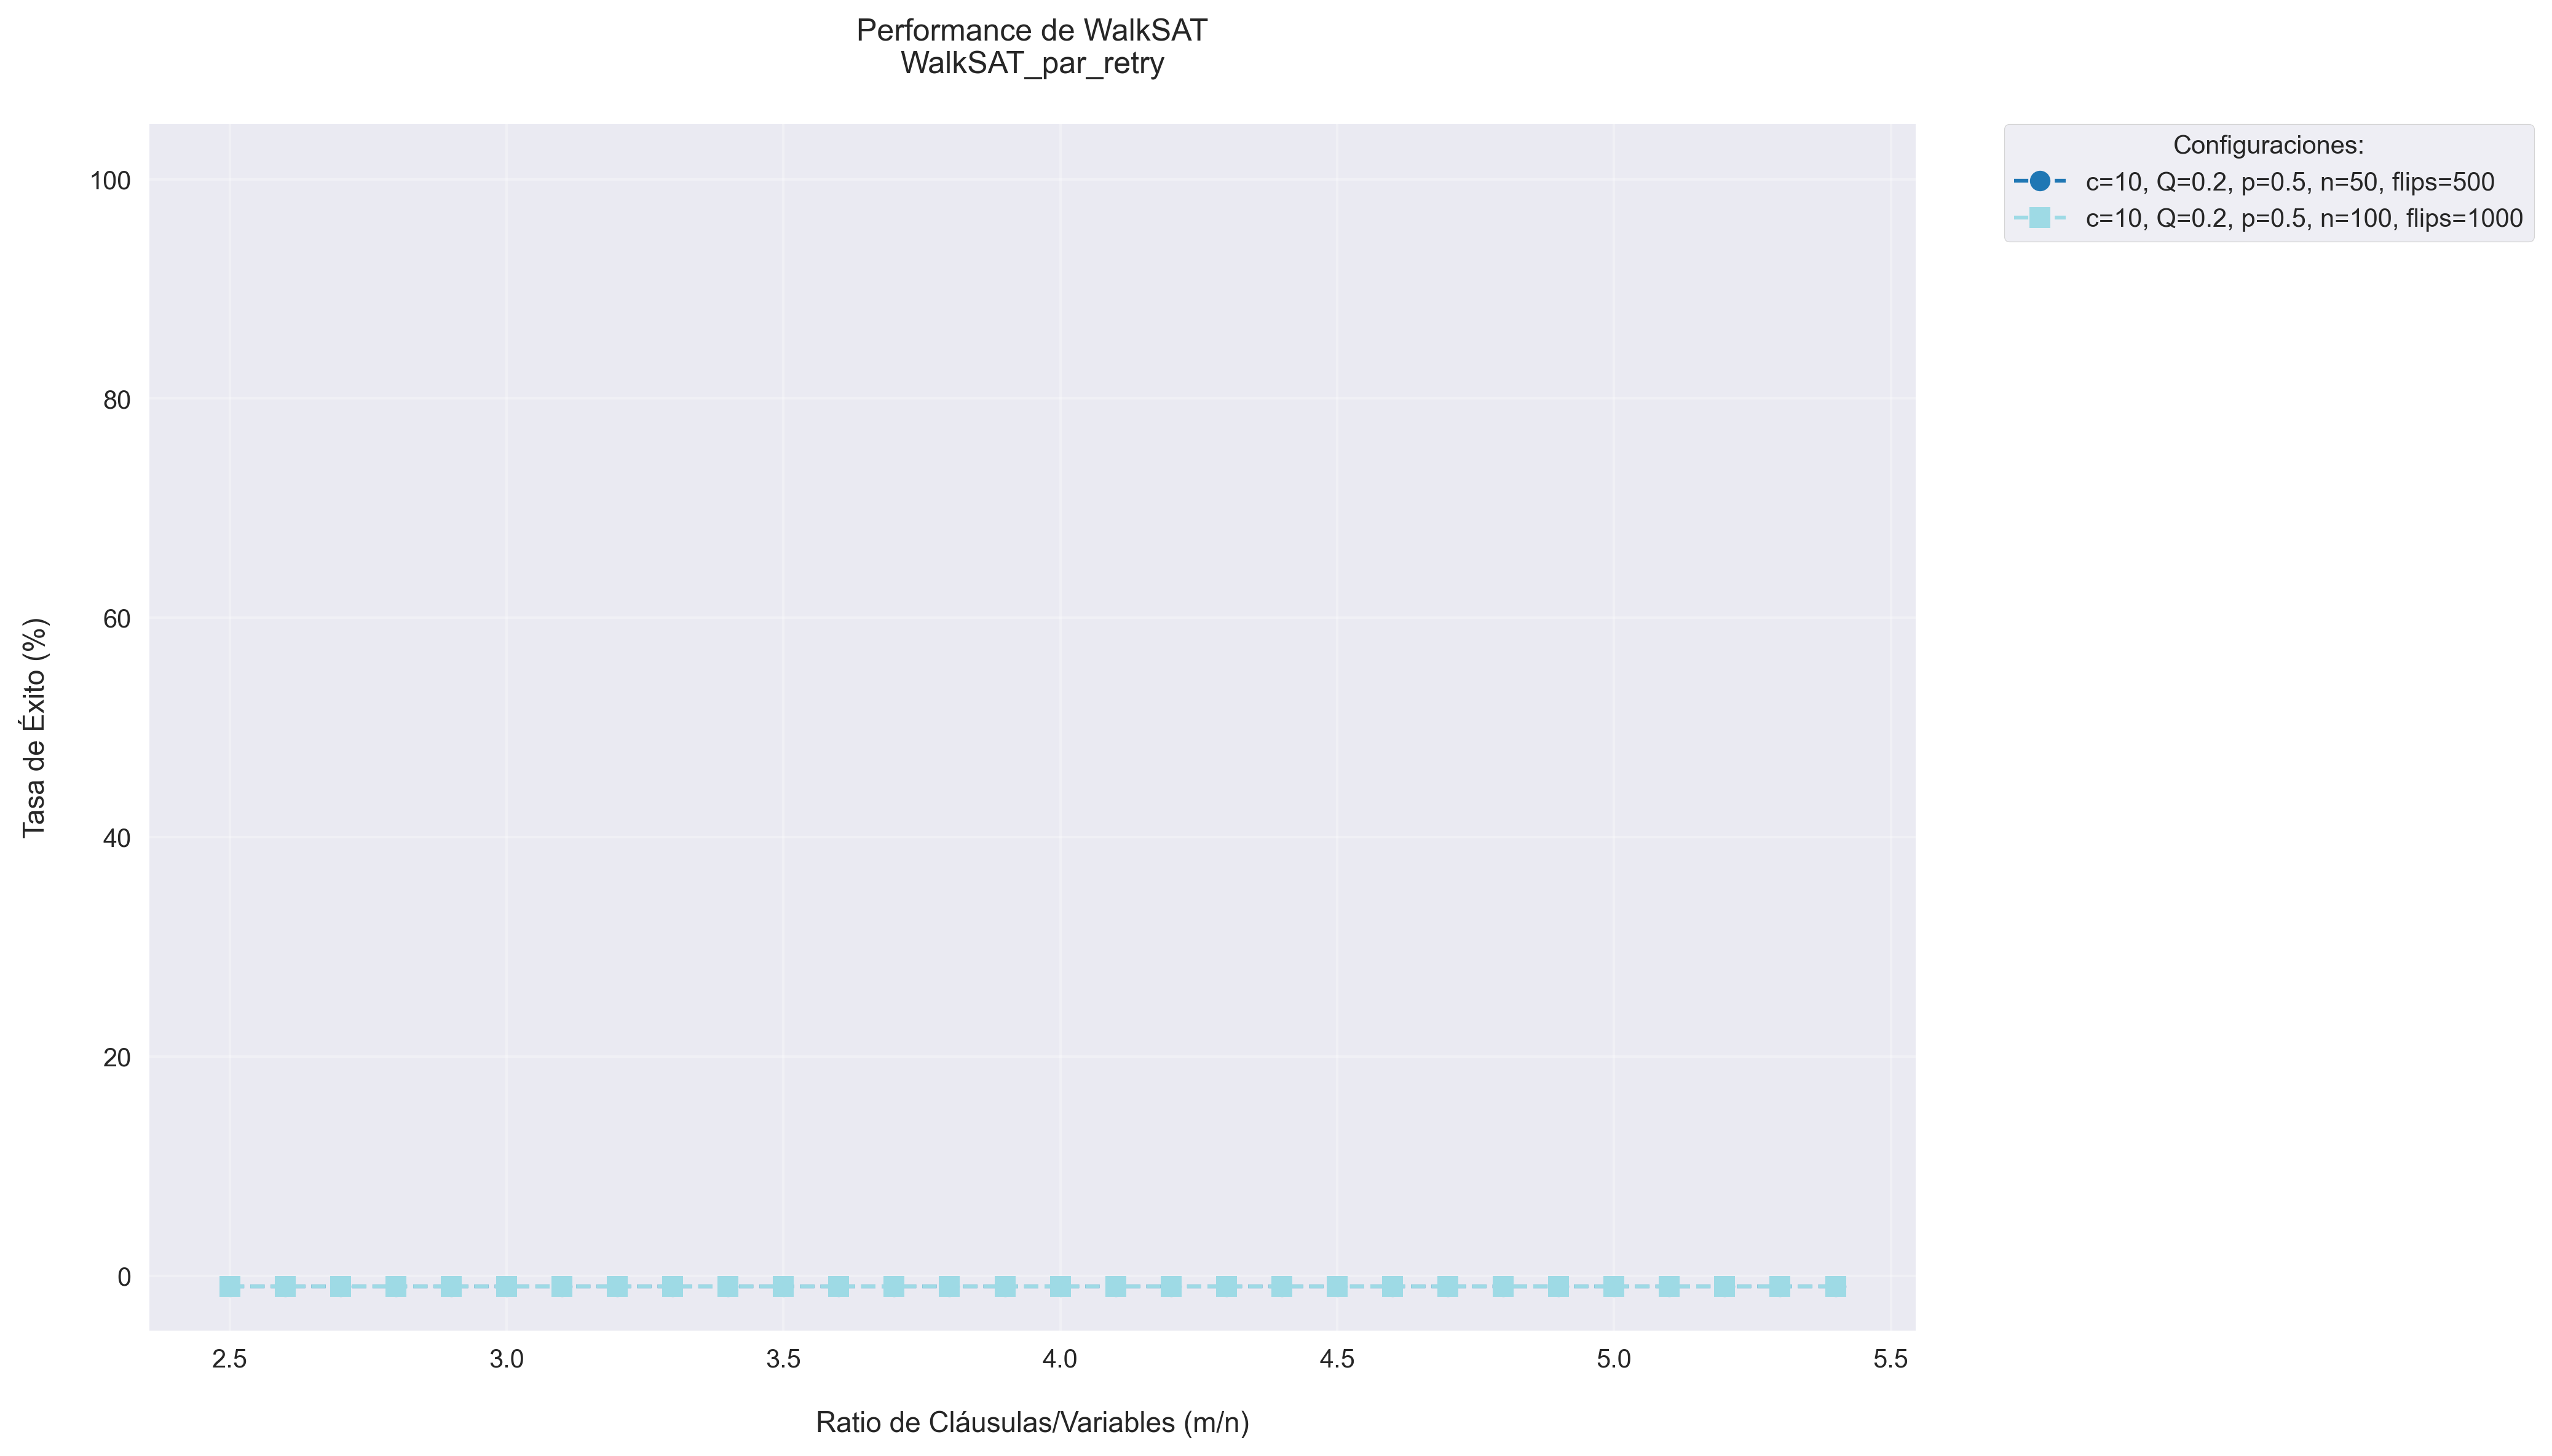 Performance de WalkSAT
WalkSAT_par_retry
Configuraciones:
c=10, Q=0.2, p=0.5, n=50, flips=500
c=10, Q=0.2, p=0.5, n=100, flips=1000
Tasa de Éxito (%)
100
80
60
40
20
0
2.5 3.0 3.5 4.0 4.5 5.0 5.5
Ratio de Cláusulas/Variables (m/n)